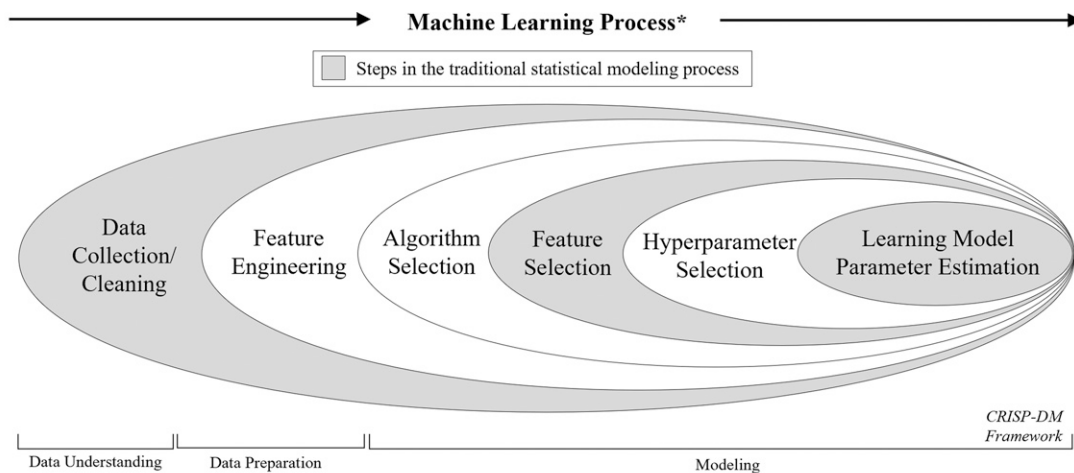 Machine Learning Process*
Steps in the traditional statistical modeling process
Data
Collection/
Cleaning
Feature
Engineering
Algorithm
Selection
Feature
Selection
Hyperparameter
Selection
Learning Model
Parameter Estimation
CRISP-DM
Framework
Data Understanding
Data Preparation
Modeling